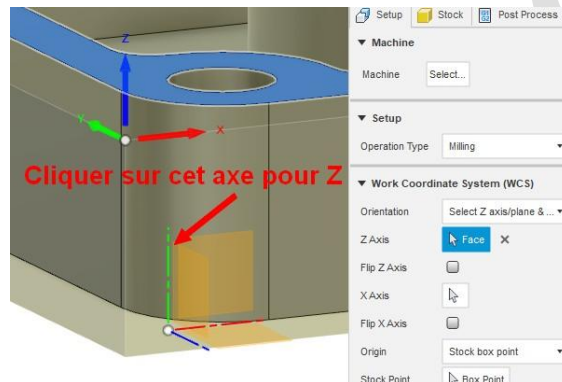 Setup Stock Post Process
Machine
Machine Select...
Setup
Operation Type Milling
Work Coordinate System (WCS)
Orientation Select Z axis/plane & ...
Z Axis Face
Flip Z Axis
X Axis
Flip X Axis
Origin Stock box point
Stock Point Box Point
Z
Y
X
Cliquer sur cet axe pour Z